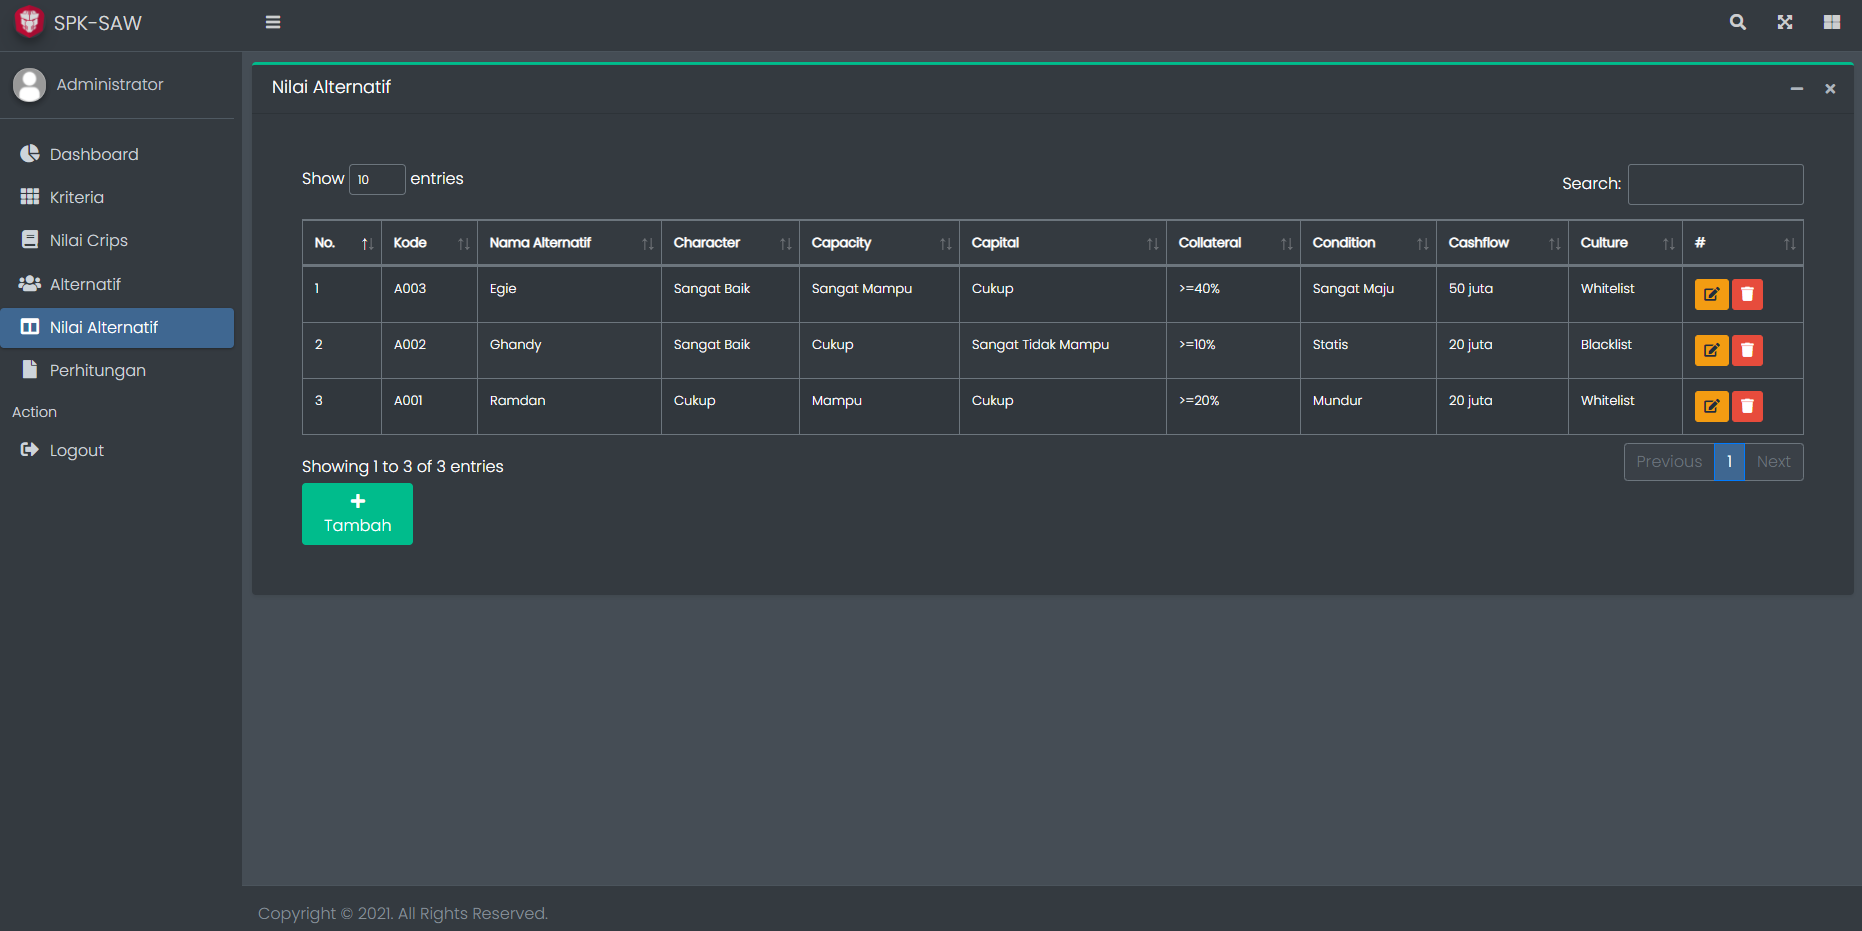 SPK-SAW
Administrator
Dashboard
Kriteria
Nilai Crips
Alternatif
Nilai Alternatif
Perhitungan
Action
Logout
Nilai Alternatif
Show 10 entries
Search:
No. Kode Nama Alternatif Character Capacity Capital Collateral Condition Cashflow Culture #
1 A003 Egie Sangat Baik Sangat Mampu Cukup >=40% Sangat Maju 50 juta Whitelist
2 A002 Ghandy Sangat Baik Cukup Sangat Tidak Mampu >=10% Statis 20 juta Blacklist
3 A001 Ramdan Cukup Mampu Cukup >=20% Mundur 20 juta Whitelist
Showing 1 to 3 of 3 entries
Previous 1 Next
Tambah
Copyright © 2021. All Rights Reserved.